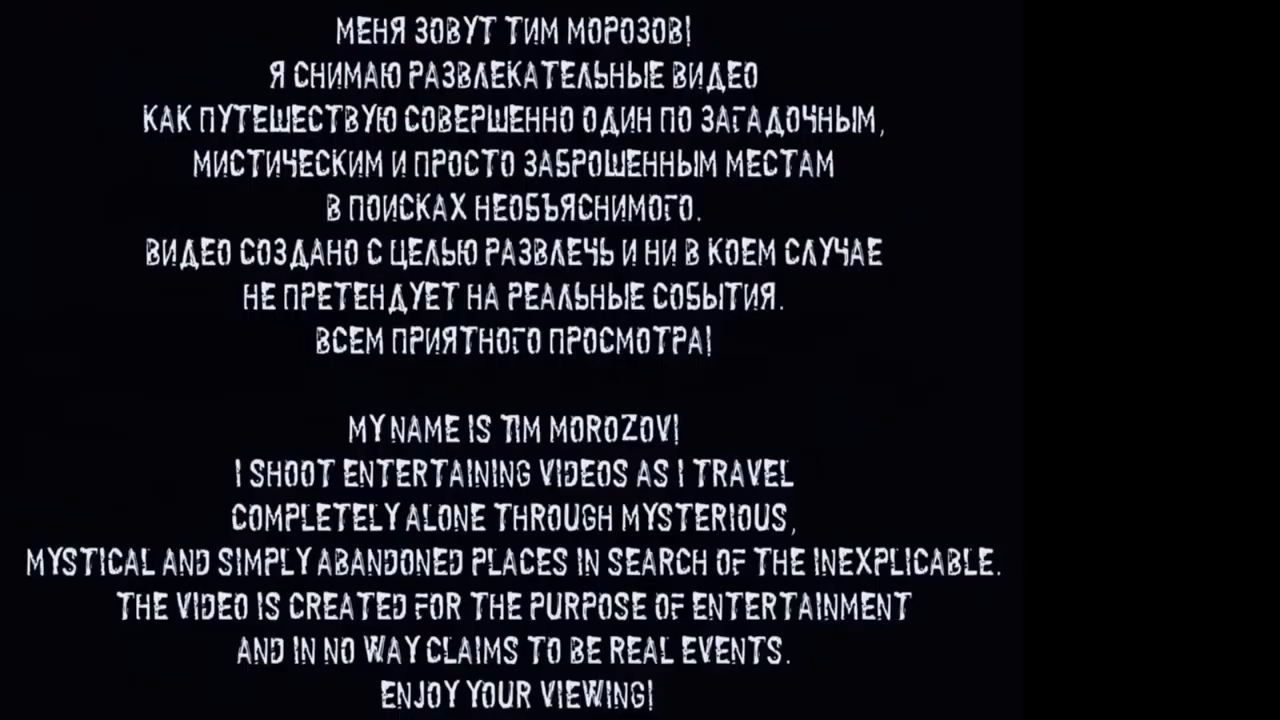 МЕНЯ ЗОВУТ ТИМ МОРОЗОВ!
Я СНИМАЮ РАЗВЛЕКАТЕЛЬНЫЕ ВИДЕО
КАК ПУТЕШЕСТВУЮ СОВЕРШЕННО ОДИН ПО ЗАГАДОЧНЫМ,
МИСТИЧЕСКИМ И ПРОСТО ЗАБРОШЕННЫМ МЕСТАМ
В ПОИСКАХ НЕОБЪЯСНИМОГО.
ВИДЕО СОЗДАНО С ЦЕЛЬЮ РАЗВЛЕЧЬ И НИ В КОЕМ СЛУЧАЕ
НЕ ПРЕТЕНДУЕТ НА РЕАЛЬНЫЕ СОБЫТИЯ.
ВСЕМ ПРИЯТНОГО ПРОСМОТРА!
MY NAME IS TIM MOROZOV!
I SHOOT ENTERTAINING VIDEOS AS I TRAVEL
COMPLETELY ALONE THROUGH MYSTERIOUS,
MYSTICAL AND SIMPLY ABANDONED PLACES IN SEARCH OF THE INEXPLICABLE.
THE VIDEO IS CREATED FOR THE PURPOSE OF ENTERTAINMENT
AND IN NO WAY CLAIMS TO BE REAL EVENTS.
ENJOY YOUR VIEWING!